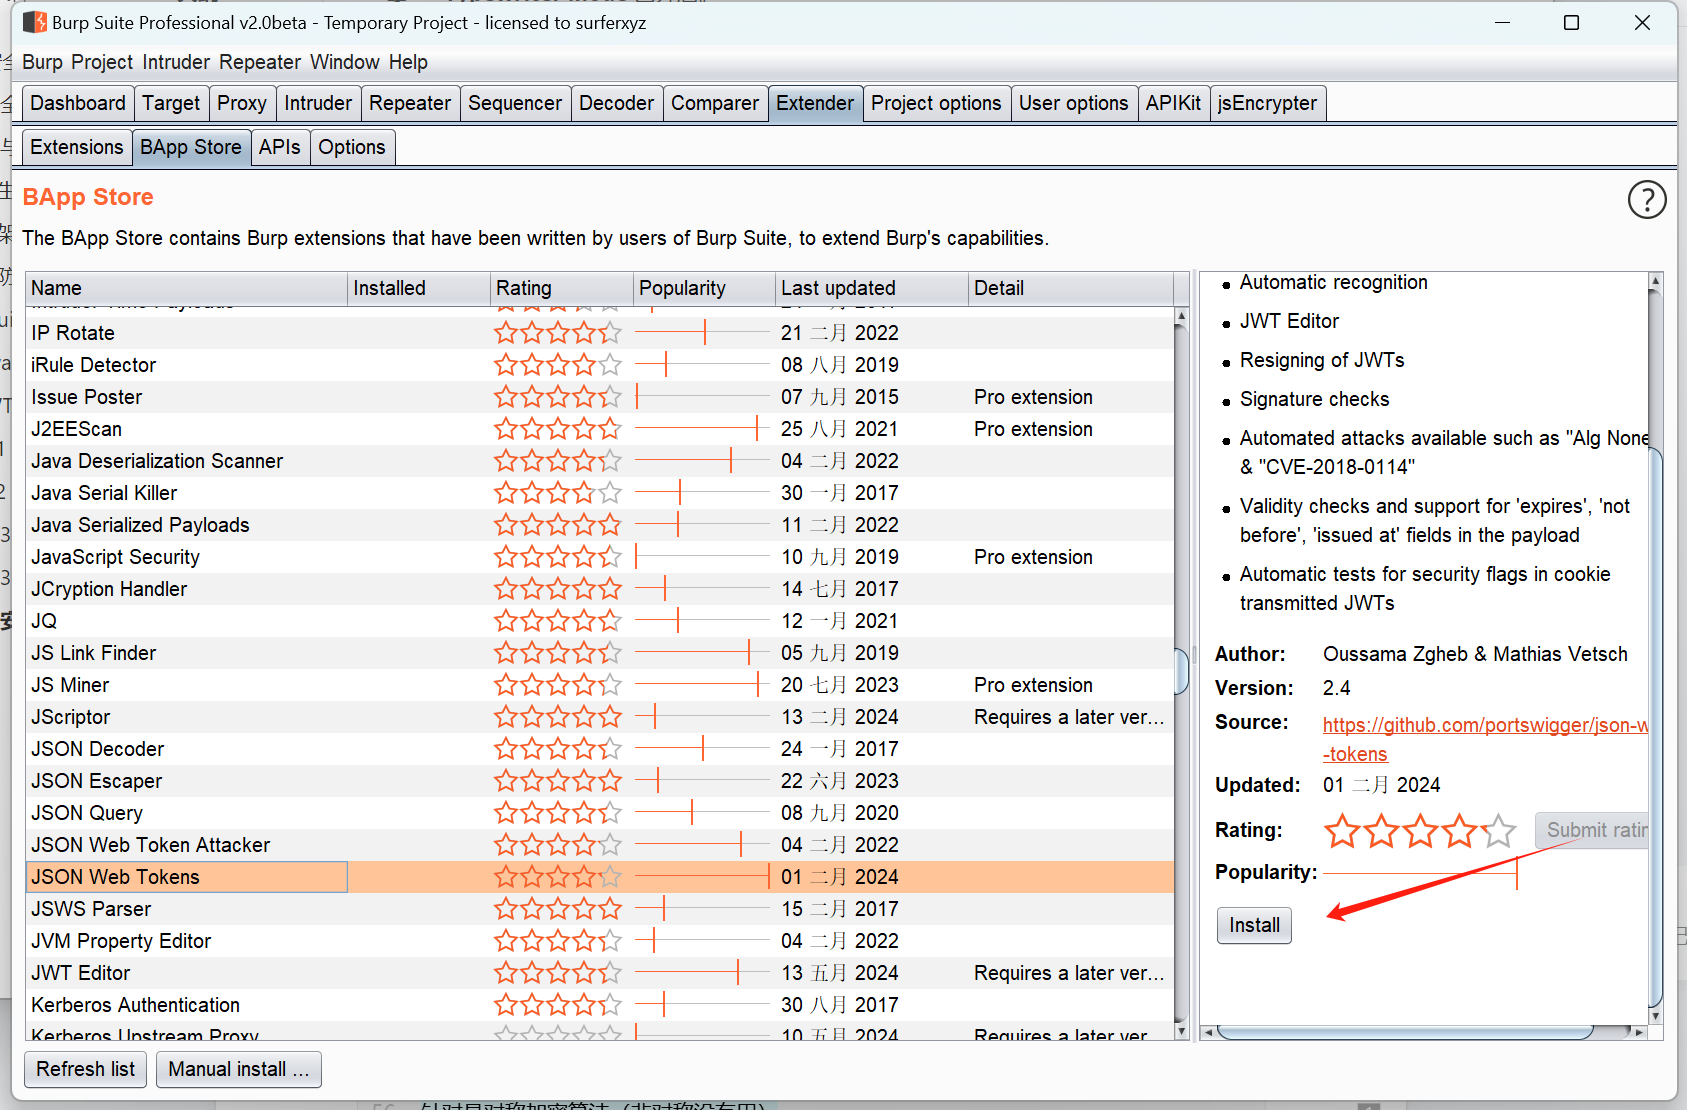 Burp Suite Professional v2.0beta - Temporary Project - licensed to surferxyz
Burp Project Intruder Repeater Window Help
Dashboard Target Proxy Intruder Repeater Sequencer Decoder Comparer Extender Project options User options APIKit jsEncrypter
Extensions BApp Store APIs Options
BApp Store
?
The BApp Store contains Burp extensions that have been written by users of Burp Suite, to extend Burp's capabilities.
Name Installed Rating Popularity Last updated Detail
IP Rotate 21 二月 2022
iRule Detector 08 八月 2019
Issue Poster 07 九月 2015 Pro extension
J2EEScan 25 八月 2021 Pro extension
Java Deserialization Scanner 04 二月 2022
Java Serial Killer 30 一月 2017
Java Serialized Payloads 11 二月 2022
JavaScript Security 10 九月 2019 Pro extension
JCryption Handler 14 七月 2017
JQ 12 一月 2021
JS Link Finder 05 九月 2019
JS Miner 20 七月 2023 Pro extension
JScriptor 13 二月 2024 Requires a later ver...
JSON Decoder 24 一月 2017
JSON Escaper 22 六月 2023
JSON Query 08 九月 2020
JSON Web Token Attacker 04 二月 2022
JSON Web Tokens 01 二月 2024
JSWS Parser 15 二月 2017
JVM Property Editor 04 二月 2022
JWT Editor 13 五月 2024 Requires a later ver...
Kerberos Authentication 30 八月 2017
Kerberos Upstream Proxy 10 五月 2024 Requires a later ver
Automatic recognition
JWT Editor
Resigning of JWTs
Signature checks
Automated attacks available such as "Alg None
& "CVE-2018-0114"
Validity checks and support for 'expires', 'not
before', 'issued at' fields in the payload
Automatic tests for security flags in cookie
transmitted JWTs
Author: Oussama Zgheb & Mathias Vetsch
Version: 2.4
Source: https://github.com/portswigger/json-w
-tokens
Updated: 01 二月 2024
Rating: Submit ratin
Popularity:
Install
Refresh list Manual install ...